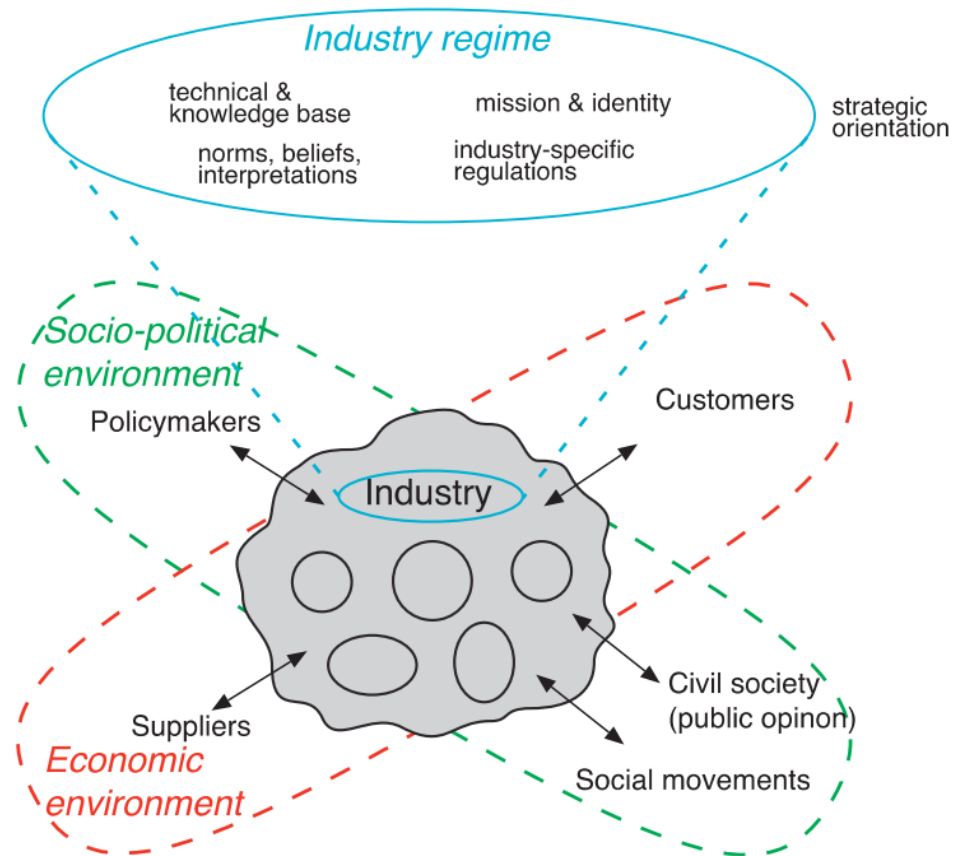 Industry regime
technical &
knowledge base
mission & identity
strategic
orientation
norms, beliefs,
interpretations
industry-specific
regulations
Socio-political
environment
Policymakers
Customers
Industry
Suppliers
Economic
environment
Civil society
(public opinon)
Social movements